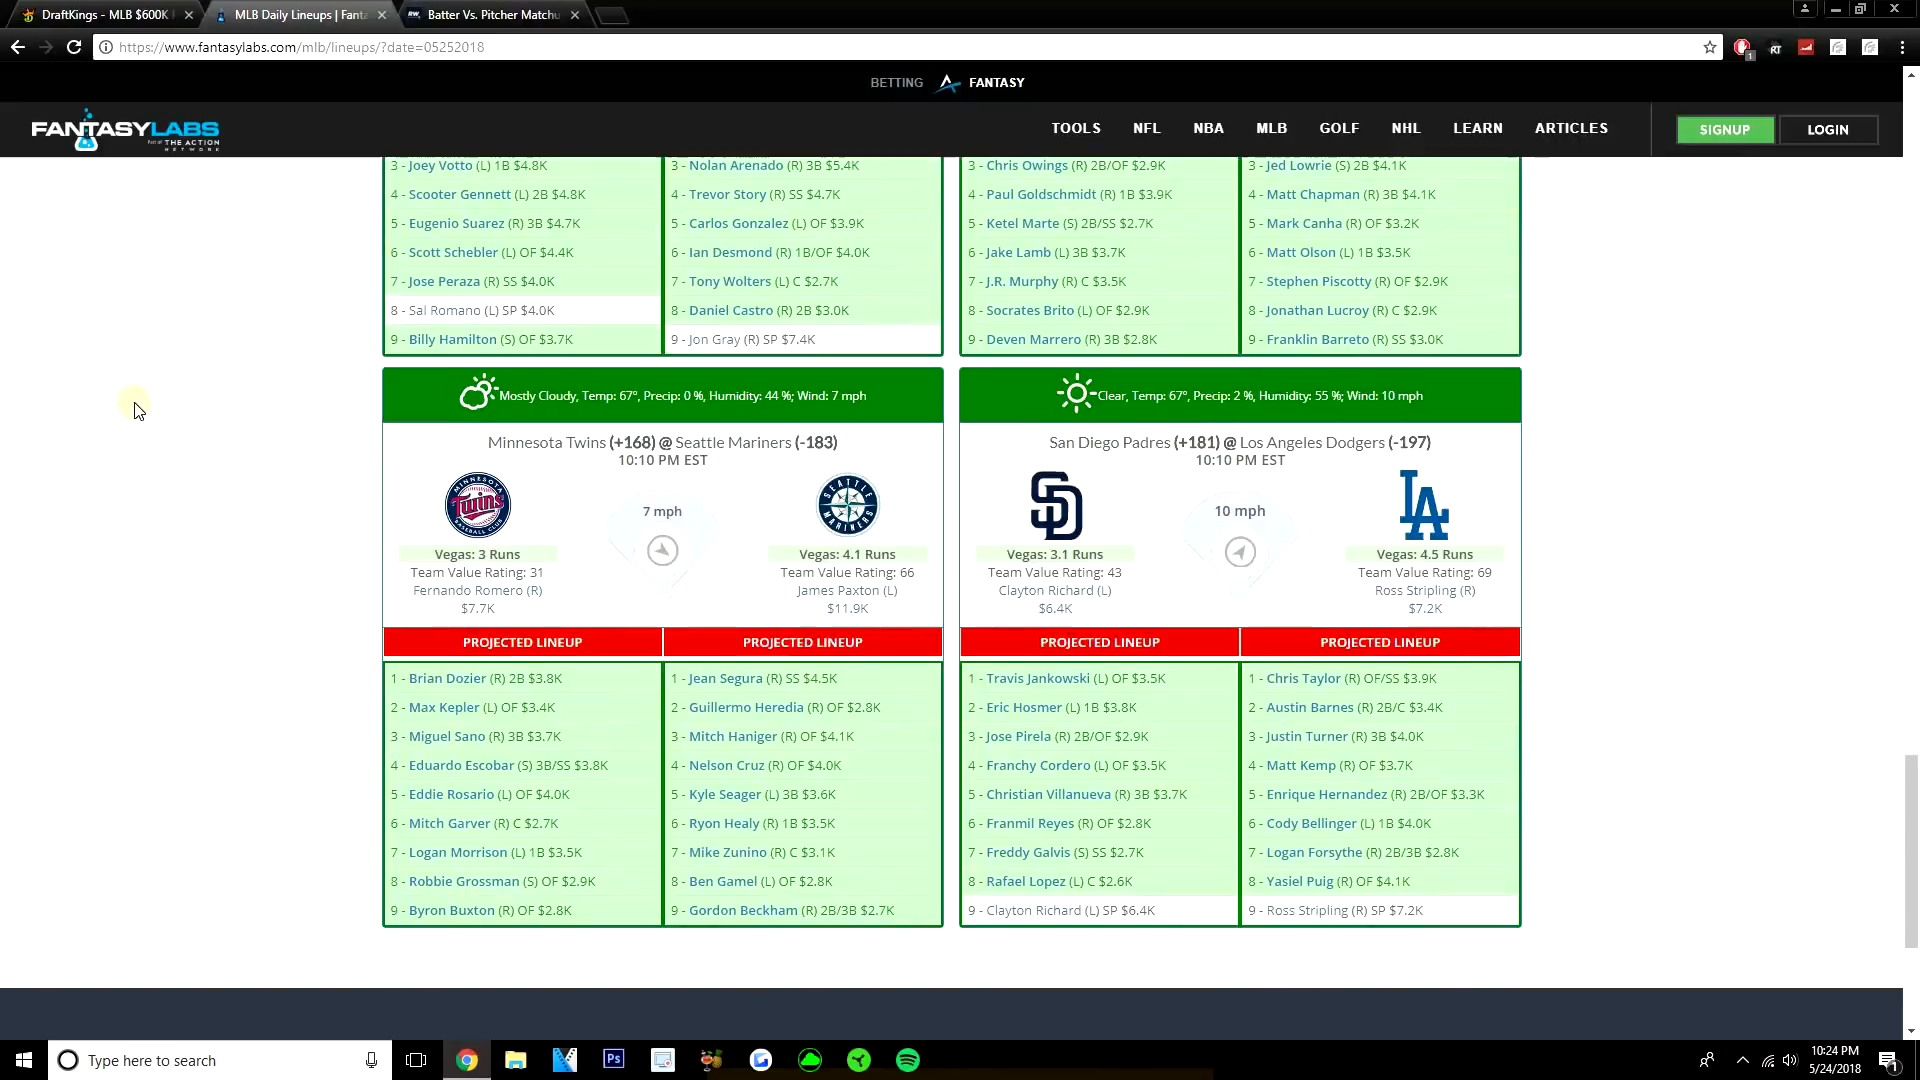 DraftKings - MLB $600K
MLB Daily Lineups | Fanta
Batter Vs. Pitcher Matchu
https://www.fantasylabs.com/mlb/lineups/?date=05252018
BETTING FANTASY
FANTASYLABS
Part of THE ACTION NETWORK
TOOLS NFL NBA MLB GOLF NHL LEARN ARTICLES
SIGNUP LOGIN
3 - Joey Votto (L) 1B $4.8K
4 - Scooter Gennett (L) 2B $4.8K
5 - Eugenio Suarez (R) 3B $4.7K
6 - Scott Schebler (L) OF $4.4K
7 - Jose Peraza (R) SS $4.0K
8 - Sal Romano (L) SP $4.0K
9 - Billy Hamilton (S) OF $3.7K
3 - Nolan Arenado (R) 3B $5.4K
4 - Trevor Story (R) SS $4.7K
5 - Carlos Gonzalez (L) OF $3.9K
6 - Ian Desmond (R) 1B/OF $4.0K
7 - Tony Wolters (L) C $2.7K
8 - Daniel Castro (R) 2B $3.0K
9 - Jon Gray (R) SP $7.4K
3 - Chris Owings (R) 2B/OF $2.9K
4 - Paul Goldschmidt (R) 1B $3.9K
5 - Ketel Marte (S) 2B/SS $2.7K
6 - Jake Lamb (L) 3B $3.7K
7 - J.R. Murphy (R) C $3.5K
8 - Socrates Brito (L) OF $2.9K
9 - Deven Marrero (R) 3B $2.8K
3 - Jed Lowrie (S) 2B $4.1K
4 - Matt Chapman (R) 3B $4.1K
5 - Mark Canha (R) OF $3.2K
6 - Matt Olson (L) 1B $3.5K
7 - Stephen Piscotty (R) OF $2.9K
8 - Jonathan Lucroy (R) C $2.9K
9 - Franklin Barreto (R) SS $3.0K
Mostly Cloudy, Temp: 67°, Precip: 0 %, Humidity: 44 %; Wind: 7 mph
Minnesota Twins (+168) @ Seattle Mariners (-183)
10:10 PM EST
MINNESOTA
Twins
BASEBALL CLUB
7 mph
SEATTLE
MARINERS
Vegas: 3 Runs
Team Value Rating: 31
Fernando Romero (R)
$7.7K
Vegas: 4.1 Runs
Team Value Rating: 66
James Paxton (L)
$11.9K
PROJECTED LINEUP
1 - Brian Dozier (R) 2B $3.8K
2 - Max Kepler (L) OF $3.4K
3 - Miguel Sano (R) 3B $3.7K
4 - Eduardo Escobar (S) 3B/SS $3.8K
5 - Eddie Rosario (L) OF $4.0K
6 - Mitch Garver (R) C $2.7K
7 - Logan Morrison (L) 1B $3.5K
8 - Robbie Grossman (S) OF $2.9K
9 - Byron Buxton (R) OF $2.8K
PROJECTED LINEUP
1 - Jean Segura (R) SS $4.5K
2 - Guillermo Heredia (R) OF $2.8K
3 - Mitch Haniger (R) OF $4.1K
4 - Nelson Cruz (R) OF $4.0K
5 - Kyle Seager (L) 3B $3.6K
6 - Ryon Healy (R) 1B $3.5K
7 - Mike Zunino (R) C $3.1K
8 - Ben Gamel (L) OF $2.8K
9 - Gordon Beckham (R) 2B/3B $2.7K
Clear, Temp: 67°, Precip: 2 %, Humidity: 55 %; Wind: 10 mph
San Diego Padres (+181) @ Los Angeles Dodgers (-197)
10:10 PM EST
SD
10 mph
LA
Vegas: 3.1 Runs
Team Value Rating: 43
Clayton Richard (L)
$6.4K
Vegas: 4.5 Runs
Team Value Rating: 69
Ross Stripling (R)
$7.2K
PROJECTED LINEUP
1 - Travis Jankowski (L) OF $3.5K
2 - Eric Hosmer (L) 1B $3.8K
3 - Jose Pirela (R) 2B/OF $2.9K
4 - Franchy Cordero (L) OF $3.5K
5 - Christian Villanueva (R) 3B $3.7K
6 - Franmil Reyes (R) OF $2.8K
7 - Freddy Galvis (S) SS $2.7K
8 - Rafael Lopez (L) C $2.6K
9 - Clayton Richard (L) SP $6.4K
PROJECTED LINEUP
1 - Chris Taylor (R) OF/SS $3.9K
2 - Austin Barnes (R) 2B/C $3.4K
3 - Justin Turner (R) 3B $4.0K
4 - Matt Kemp (R) OF $3.7K
5 - Enrique Hernandez (R) 2B/OF $3.3K
6 - Cody Bellinger (L) 1B $4.0K
7 - Logan Forsythe (R) 2B/3B $2.8K
8 - Yasiel Puig (R) OF $4.1K
9 - Ross Stripling (R) SP $7.2K
Type here to search
Ps
10:24 PM
5/24/2018